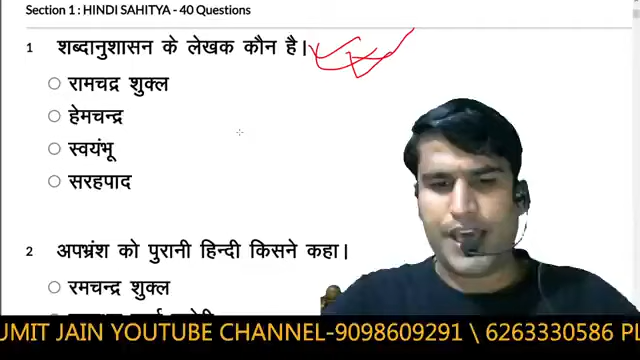 Section 1 : HINDI SAHITYA - 40 Questions
1 शब्दानुशासन के लेखक कौन है।
रामचद्र शुक्ल
हेमचन्द्र
स्वयंभू
सरहपाद
2 अपभ्रंश को पुरानी हिन्दी किसने कहा।
रमचन्द्र शुक्ल
UMIT JAIN YOUTUBE CHANNEL-9098609291 \ 6263330586 PL